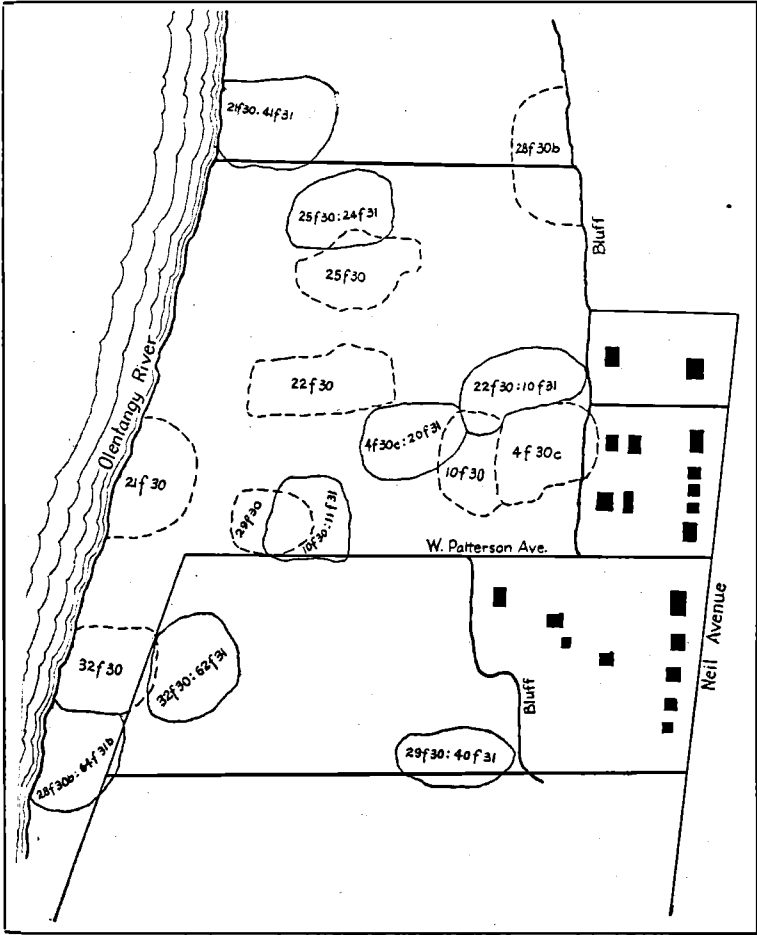 21f30.41f31
28f30b
25f30:24f31
Bluff
25f30
Olentangy River
22f30
22f30:10f31
4f30c:20f31
10f30
4f30c
21f30
29f30
10f30:11f31
W. Patterson Ave.
Neil Avenue
32f30
32f30:62f31
Bluff
28f30b:64f31b
29f30:40f31